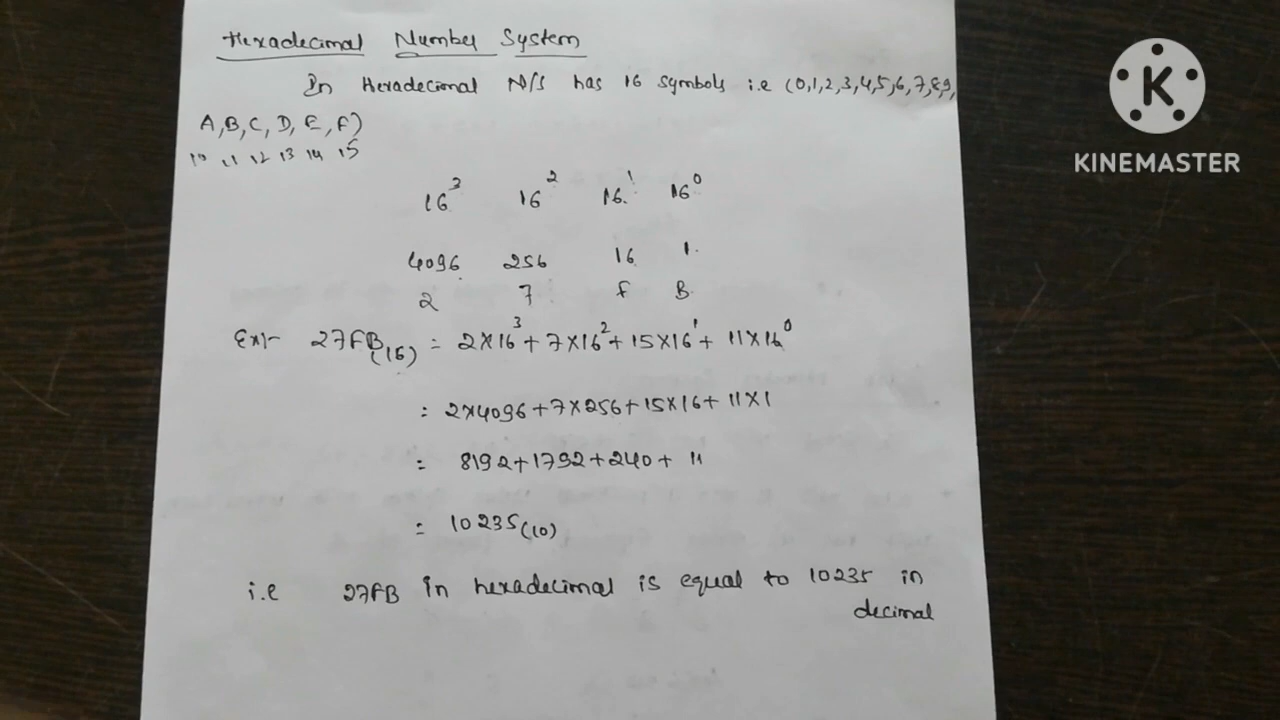 Hexadecimal Number System
In Hexadecimal N/S has 16 symbols i.e (0,1,2,3,4,5,6,7,8,9,
A,B,C,D,E,F)
10 11 12 13 14 15
16³ 16² 16¹ 16⁰
4096 256 16 1
2 7 F B
Ex:- 27FB₍₁₆₎ = 2×16³ + 7×16² + 15×16¹ + 11×16⁰
= 2×4096+7×256+15×16+11×1
= 8192+1792+240+11
= 10235₍₁₀₎
i.e 27FB in hexadecimal is equal to 10235 in
decimal
K
KINEMASTER